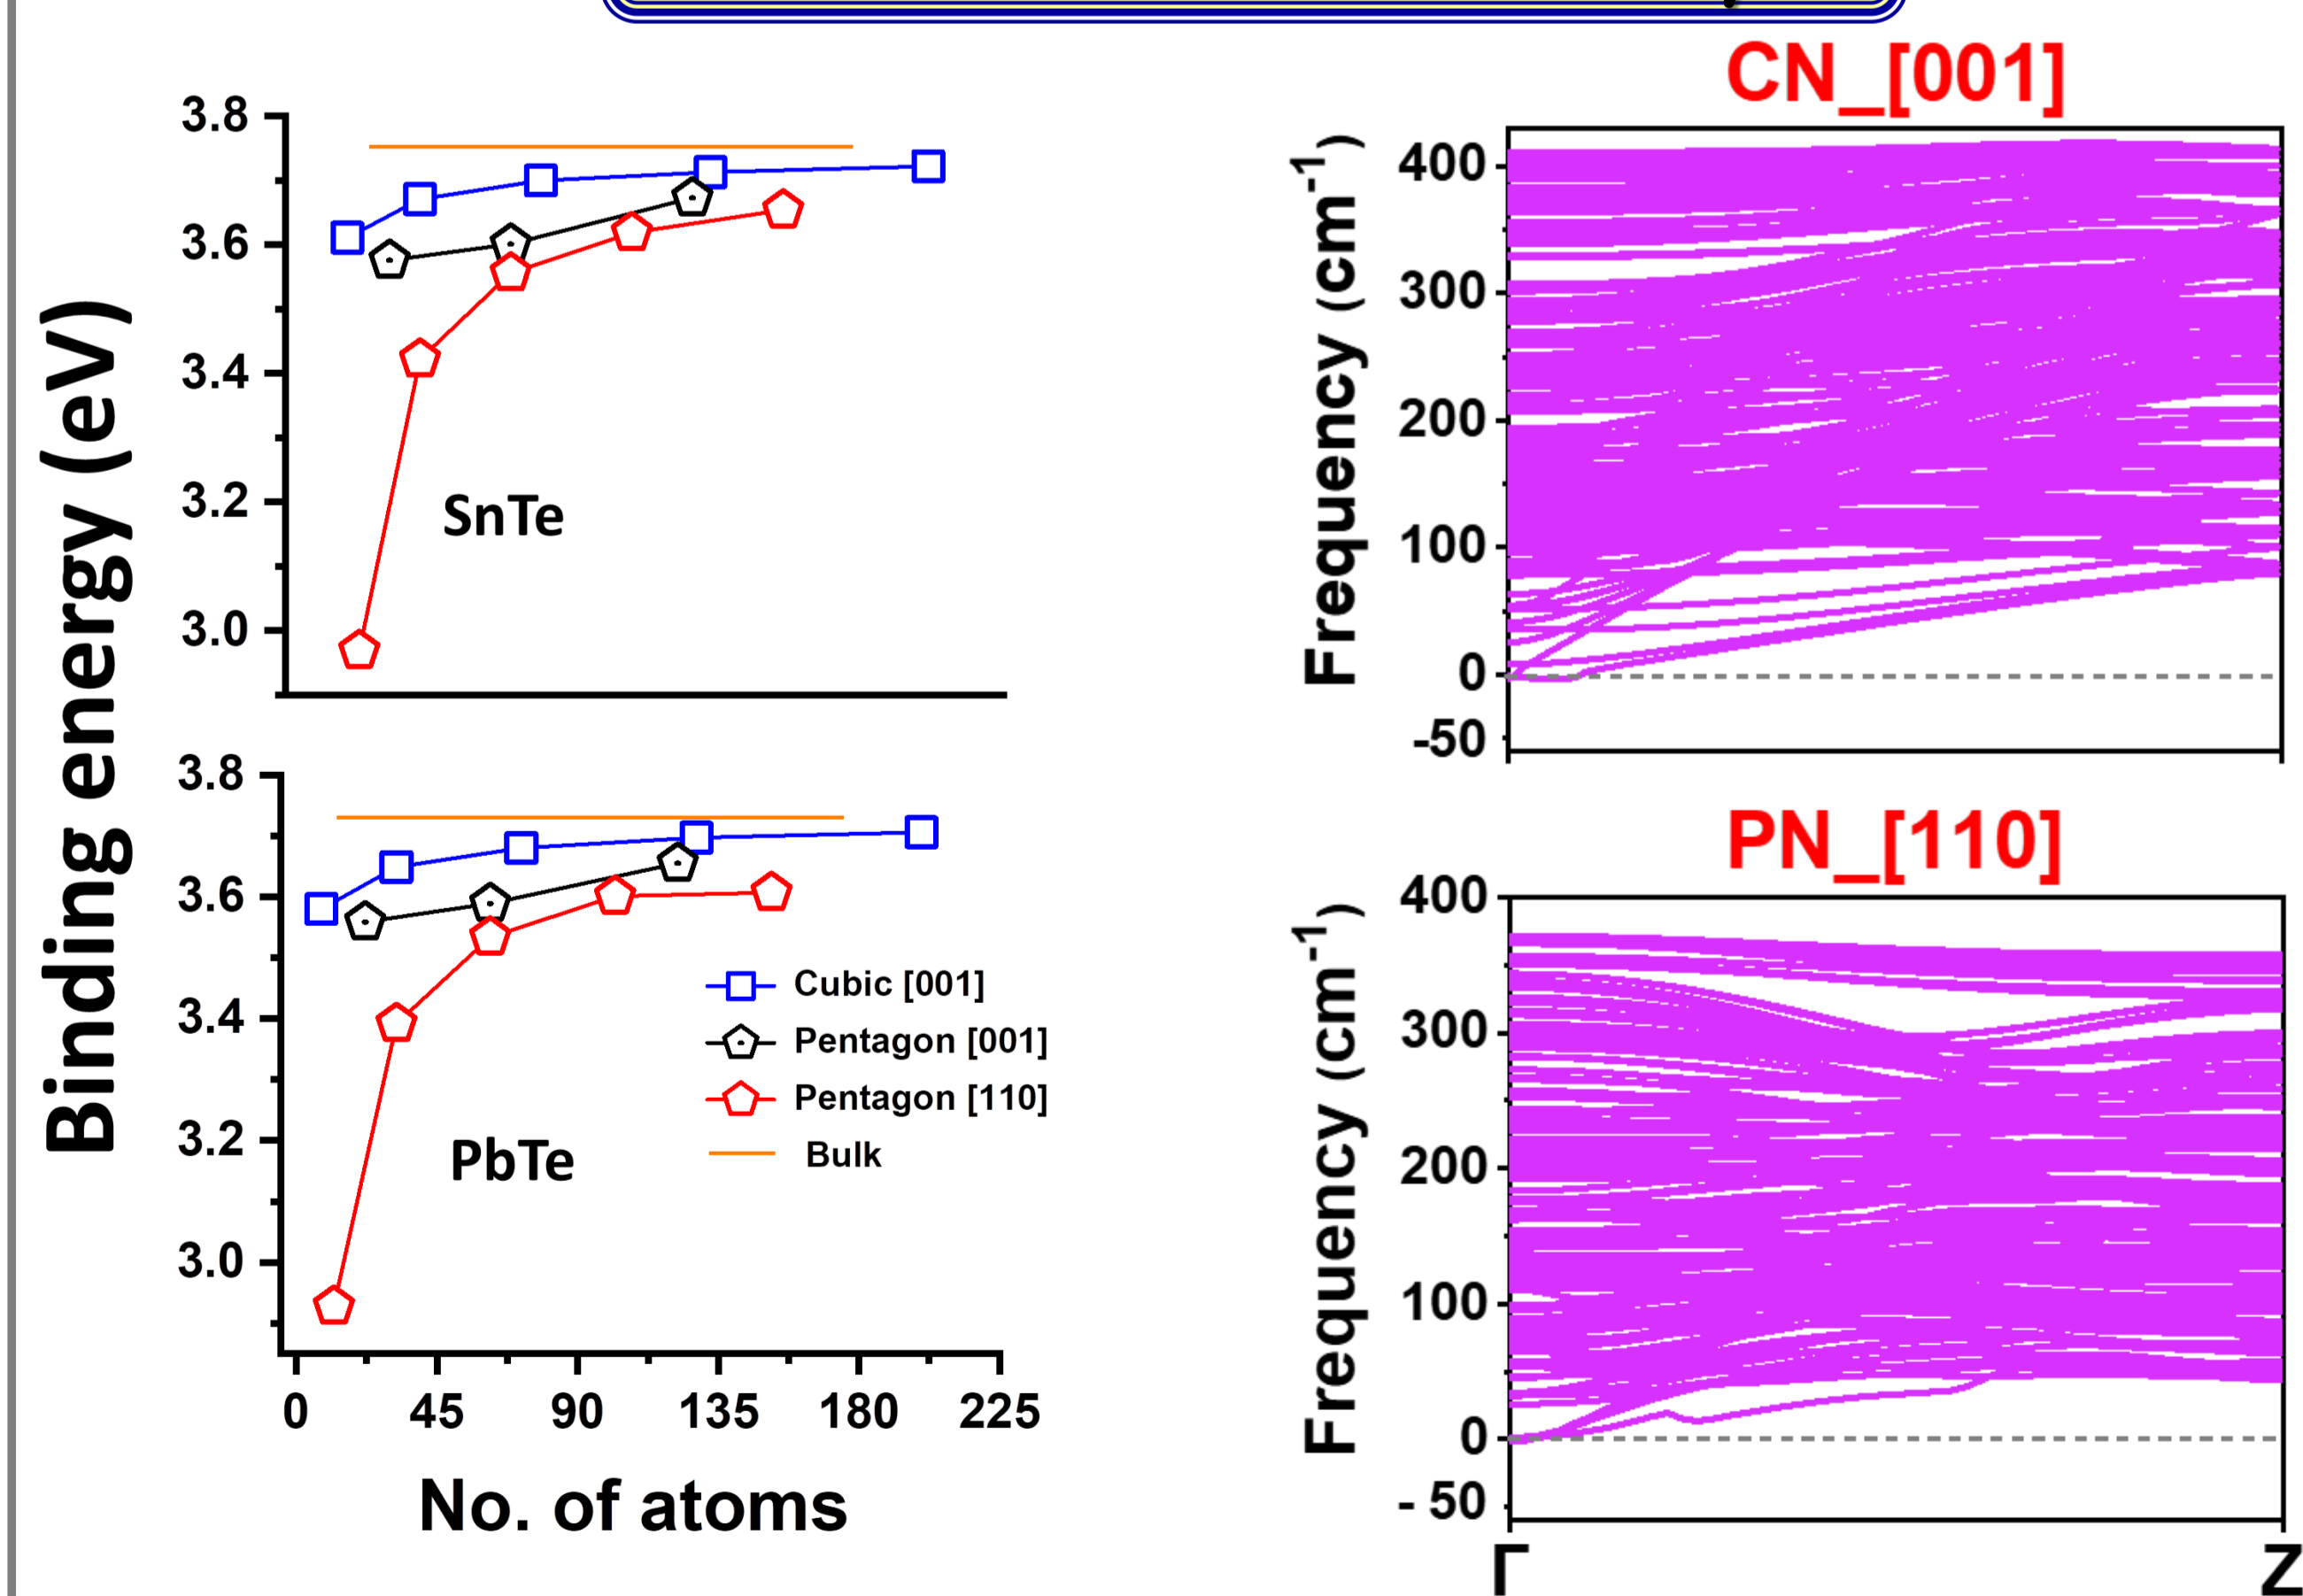 Binding energy (eV)
3.8
3.6
3.4
3.2
3.0
SnTe
3.8
3.6
3.4
3.2
3.0
PbTe
Cubic [001]
Pentagon [001]
Pentagon [110]
Bulk
0 45 90 135 180 225
No. of atoms
CN_[001]
Frequency (cm⁻¹)
400
300
200
100
0
-50
PN_[110]
Frequency (cm⁻¹)
400
300
200
100
0
- 50
Γ Z